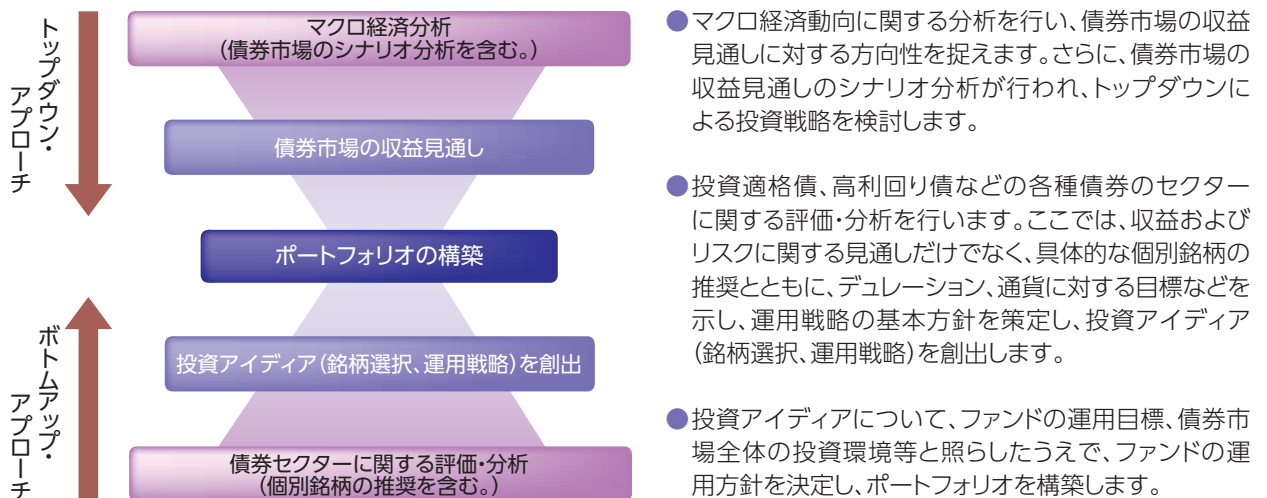 トップダウン・
アプローチ
マクロ経済分析
(債券市場のシナリオ分析を含む。)
債券市場の収益見通し
ポートフォリオの構築
ボトムアップ・
アプローチ
投資アイディア(銘柄選択、運用戦略)を創出
債券セクターに関する評価・分析
(個別銘柄の推奨を含む。)
●マクロ経済動向に関する分析を行い、債券市場の収益
見通しに対する方向性を捉えます。さらに、債券市場の
収益見通しのシナリオ分析が行われ、トップダウンに
よる投資戦略を検討します。
●投資適格債、高利回り債などの各種債券のセクター
に関する評価・分析を行います。ここでは、収益および
リスクに関する見通しだけでなく、具体的な個別銘柄の
推奨とともに、デュレーション、通貨に対する目標などを
示し、運用戦略の基本方針を策定し、投資アイディア
(銘柄選択、運用戦略)を創出します。
●投資アイディアについて、ファンドの運用目標、債券市
場全体の投資環境等と照らしたうえで、ファンドの運
用方針を決定し、ポートフォリオを構築します。